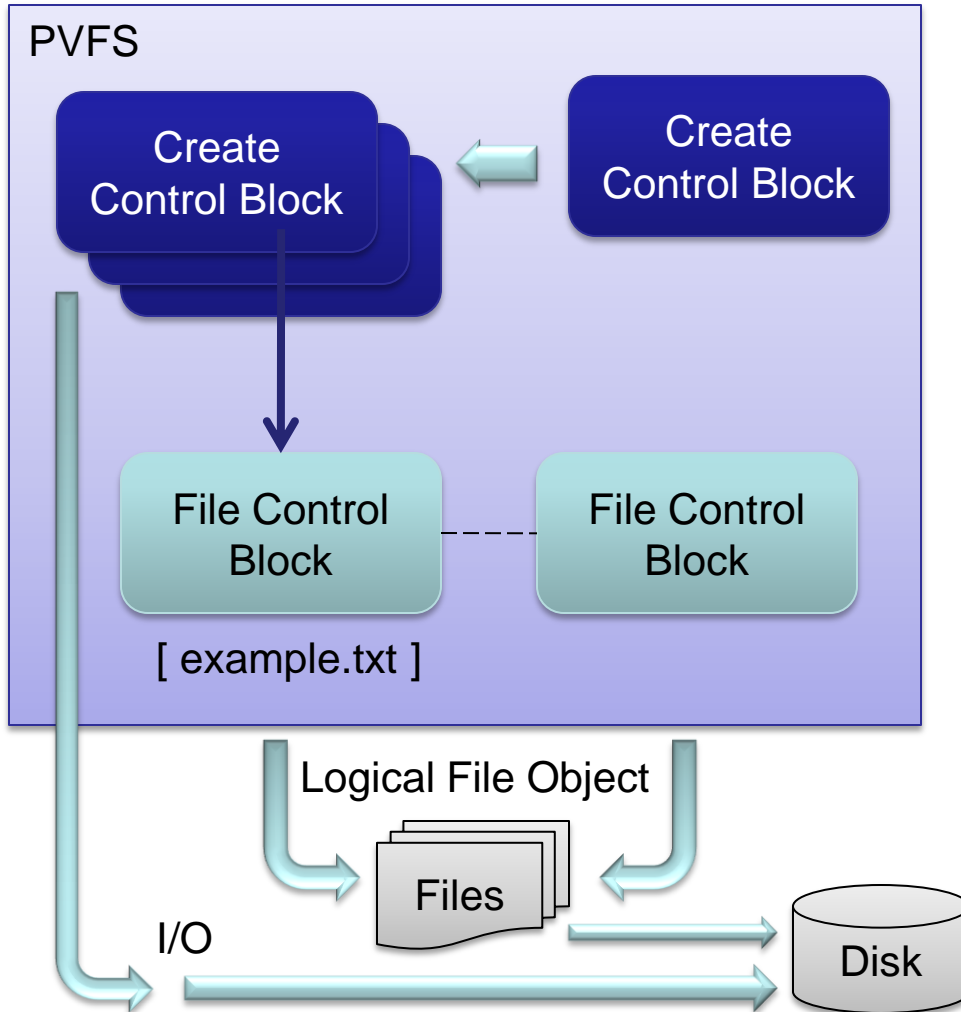 PVFS
Create
Control Block
Create
Control Block
File Control
Block
File Control
Block
[ example.txt ]
Logical File Object
Files
I/O
Disk